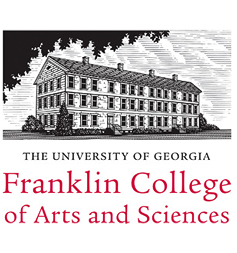 THE UNIVERSITY OF GEORGIA
Franklin College
of Arts and Sciences